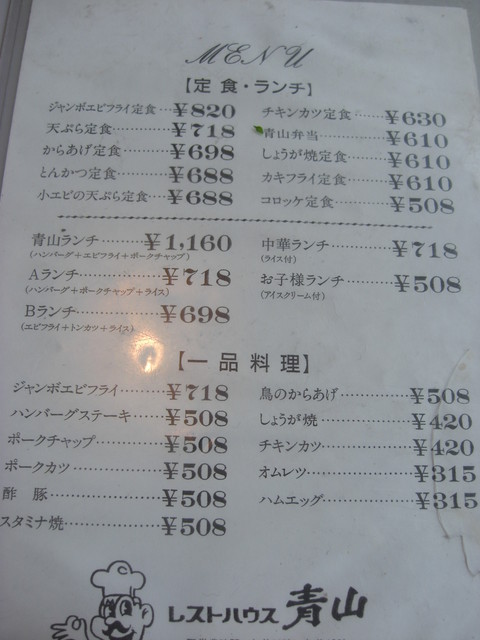 MENU
【定食・ランチ】
ジャンボエビフライ定食…¥820
天ぷら定食…………¥718
からあげ定食………¥698
とんかつ定食………¥688
小エビの天ぷら定食…¥688
チキンカツ定食……¥630
青山弁当…………¥610
しょうが焼定食……¥610
カキフライ定食……¥610
コロッケ定食………¥508
青山ランチ………¥1,160
(ハンバーグ+エビフライ+ポークチャップ)
Aランチ……………¥718
(ハンバーグ+ポークチャップ+ライス)
Bランチ……………¥698
(エビフライ+トンカツ+ライス)
中華ランチ…………¥718
(ライス付)
お子様ランチ………¥508
(アイスクリーム付)
【一品料理】
ジャンボエビフライ……¥718
ハンバーグステーキ……¥508
ポークチャップ…………¥508
ポークカツ………………¥508
酢豚………………………¥508
スタミナ焼………………¥508
鳥のからあげ…………¥508
しょうが焼……………¥420
チキンカツ……………¥420
オムレツ………………¥315
ハムエッグ……………¥315
レストハウス 青山